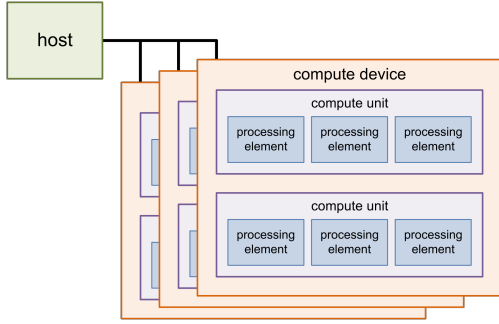 host
compute device
compute unit
processing element
processing element
processing element
compute unit
processing element
processing element
processing element